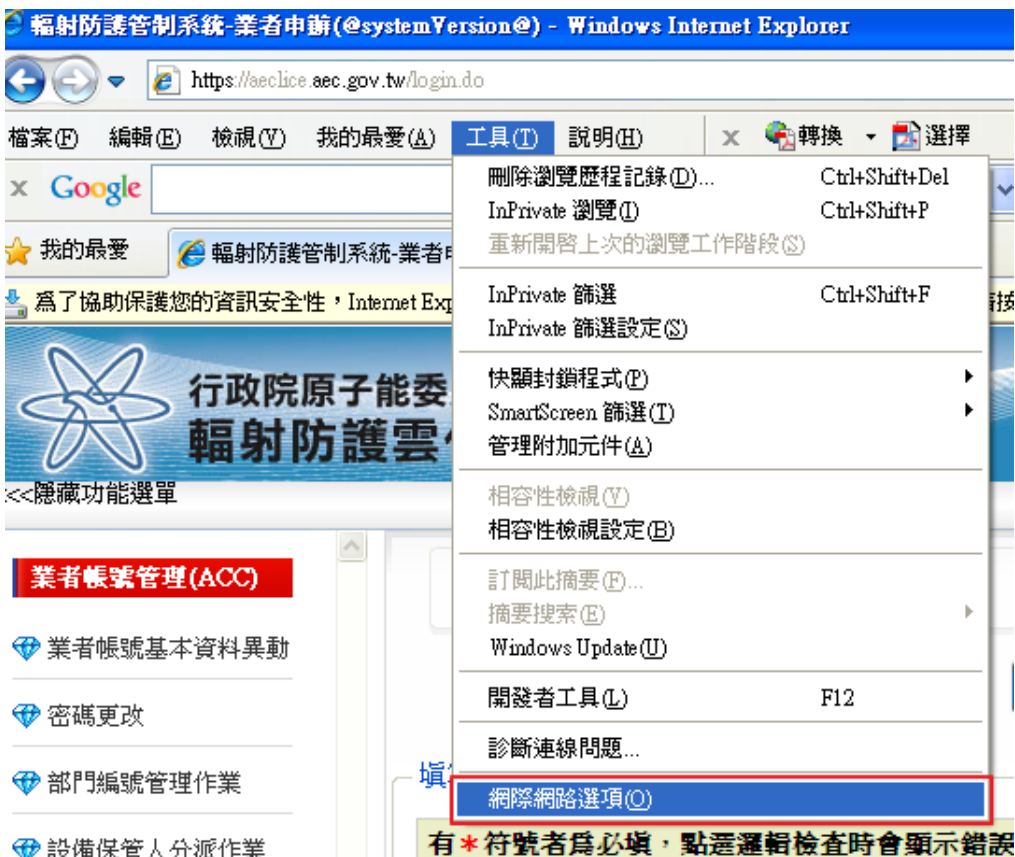 輻射防護管制系統-業者申辦(@systemVersion@) - Windows Internet Explorer
https://aeclice.aec.gov.tw/login.do
檔案(F) 編輯(E) 檢視(V) 我的最愛(A) 工具(T) 說明(H) x 轉換 選擇
x Google
我的最愛 輻射防護管制系統-業者
為了協助保護您的資訊安全性，Internet Exp
行政院原子能委
輻射防護雲
<<隱藏功能選單
業者帳號管理(ACC)
業者帳號基本資料異動
密碼更改
部門編號管理作業
設備保管人分派作業
刪除瀏覽歷程記錄(D)... Ctrl+Shift+Del
InPrivate 瀏覽(I) Ctrl+Shift+P
重新開啓上次的瀏覽工作階段(S)
InPrivate 篩選 Ctrl+Shift+F
InPrivate 篩選設定(S)
快顯封鎖程式(P)
SmartScreen 篩選(T)
管理附加元件(A)
相容性檢視(V)
相容性檢視設定(B)
訂閱此摘要(F)...
摘要搜索(E)
Windows Update(U)
開發者工具(L) F12
診斷連線問題...
網際網路選項(O)
填
有*符號者為必填，點選邏輯檢查時會顯示錯誤